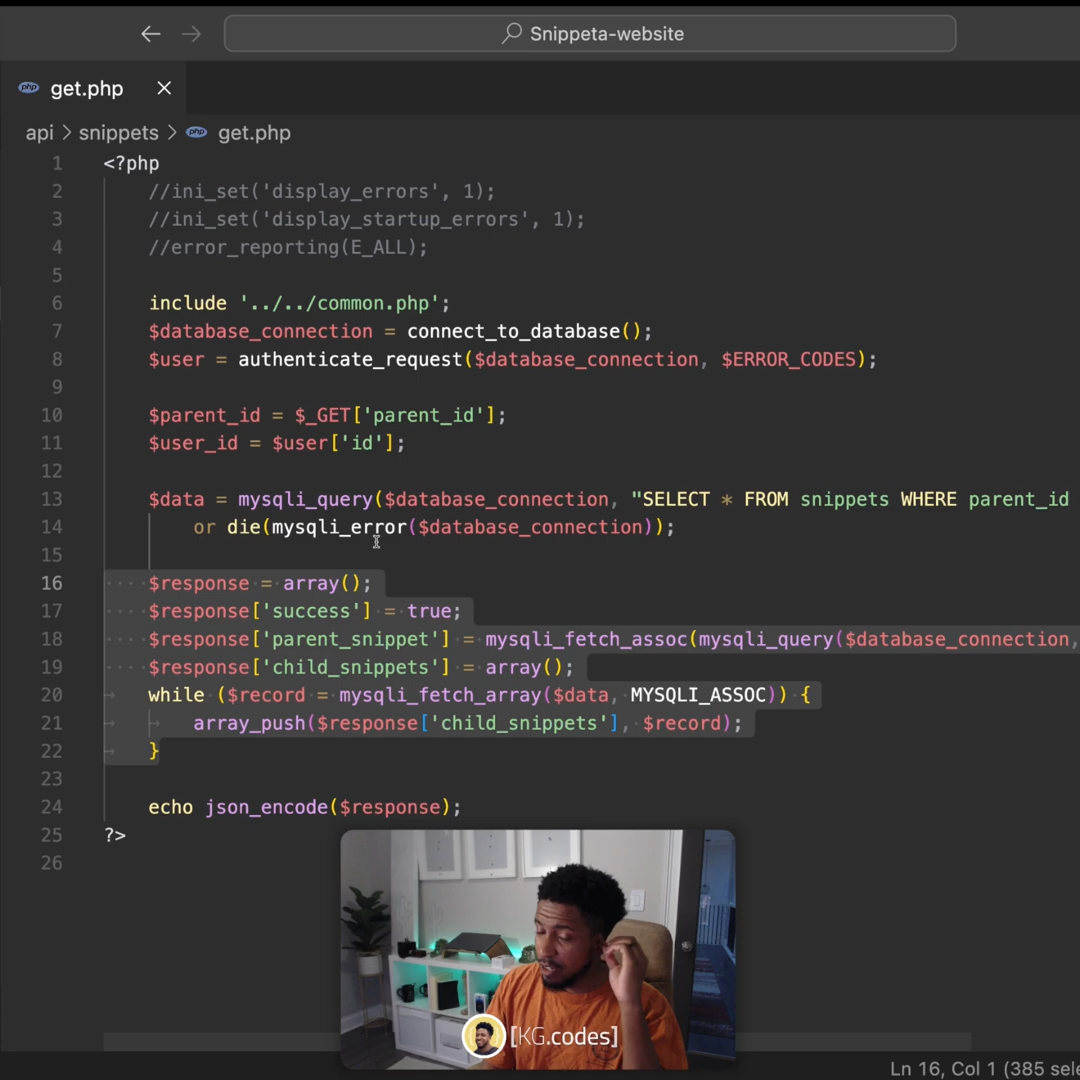 Snippeta-website
php get.php
api > snippets > php get.php
1 <?php
2 //ini_set('display_errors', 1);
3 //ini_set('display_startup_errors', 1);
4 //error_reporting(E_ALL);
5
6 include '../../common.php';
7 $database_connection = connect_to_database();
8 $user = authenticate_request($database_connection, $ERROR_CODES);
9
10 $parent_id = $_GET['parent_id'];
11 $user_id = $user['id'];
12
13 $data = mysqli_query($database_connection, "SELECT * FROM snippets WHERE parent_id
14 or die(mysqli_error($database_connection));
15
16 $response = array();
17 $response['success'] = true;
18 $response['parent_snippet'] = mysqli_fetch_assoc(mysqli_query($database_connection,
19 $response['child_snippets'] = array();
20 while ($record = mysqli_fetch_array($data, MYSQLI_ASSOC)) {
21 array_push($response['child_snippets'], $record);
22 }
23
24 echo json_encode($response);
25 ?>
26
[KG.codes]
Ln 16, Col 1 (385 sele